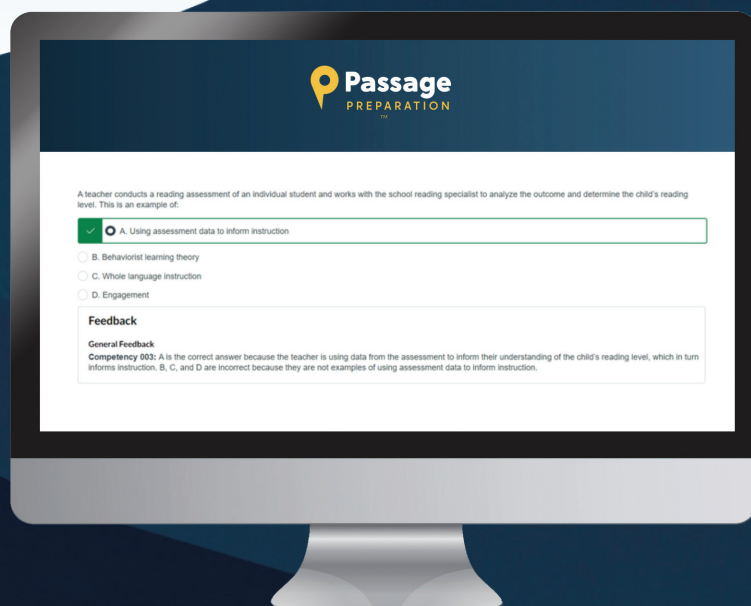 Passage
PREPARATION
TM
A teacher conducts a reading assessment of an individual student and works with the school reading specialist to analyze the outcome and determine the child's reading
level. This is an example of:
A. Using assessment data to inform instruction
B. Behaviorist learning theory
C. Whole language instruction
D. Engagement
Feedback
General Feedback
Competency 003: A is the correct answer because the teacher is using data from the assessment to inform their understanding of the child's reading level, which in turn
informs instruction. B, C, and D are incorrect because they are not examples of using assessment data to inform instruction.